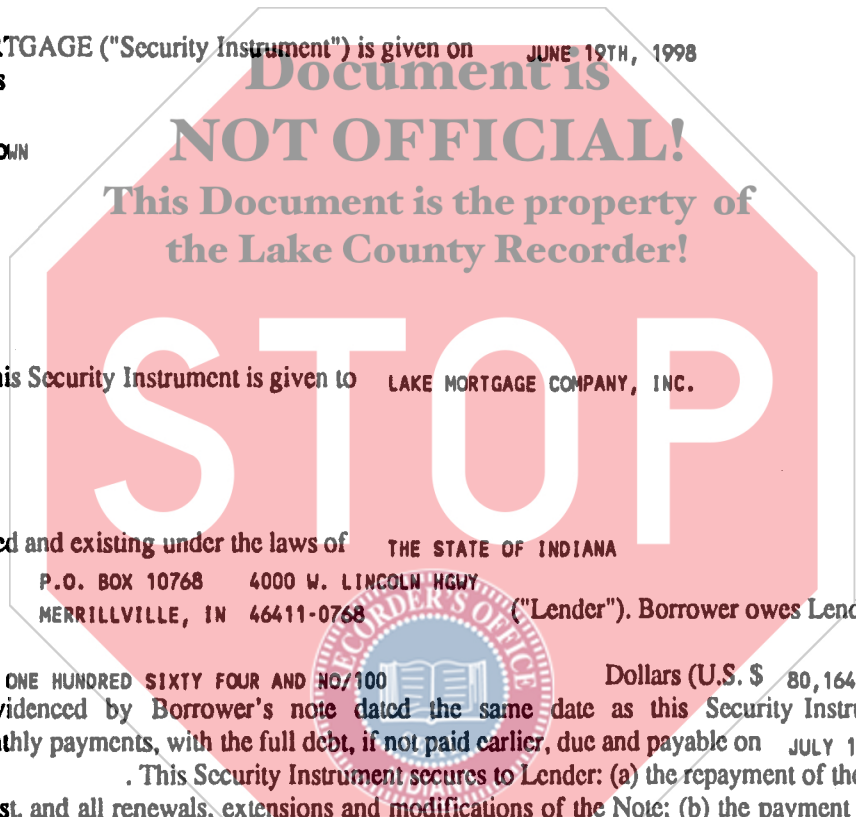 TGAGE ("Security Instrument") is given on JUNE 19TH, 1998
Document is
s
NOT OFFICIAL!
OWN
This Document is the property of
the Lake County Recorder!
STOP
is Security Instrument is given to LAKE MORTGAGE COMPANY, INC.
ed and existing under the laws of THE STATE OF INDIANA
P.O. BOX 10768 4000 W. LINCOLN HGWY
MERRILLVILLE, IN 46411-0768 ("Lender"). Borrower owes Lend
RECORDER'S OFFICE
ONE HUNDRED SIXTY FOUR AND NO/100 Dollars (U.S. $ 80,164
videnced by Borrower's note dated the same date as this Security Instru
thly payments, with the full debt, if not paid earlier, due and payable on JULY 1
. This Security Instrument secures to Lender: (a) the repayment of the
st, and all renewals, extensions and modifications of the Note; (b) the payment